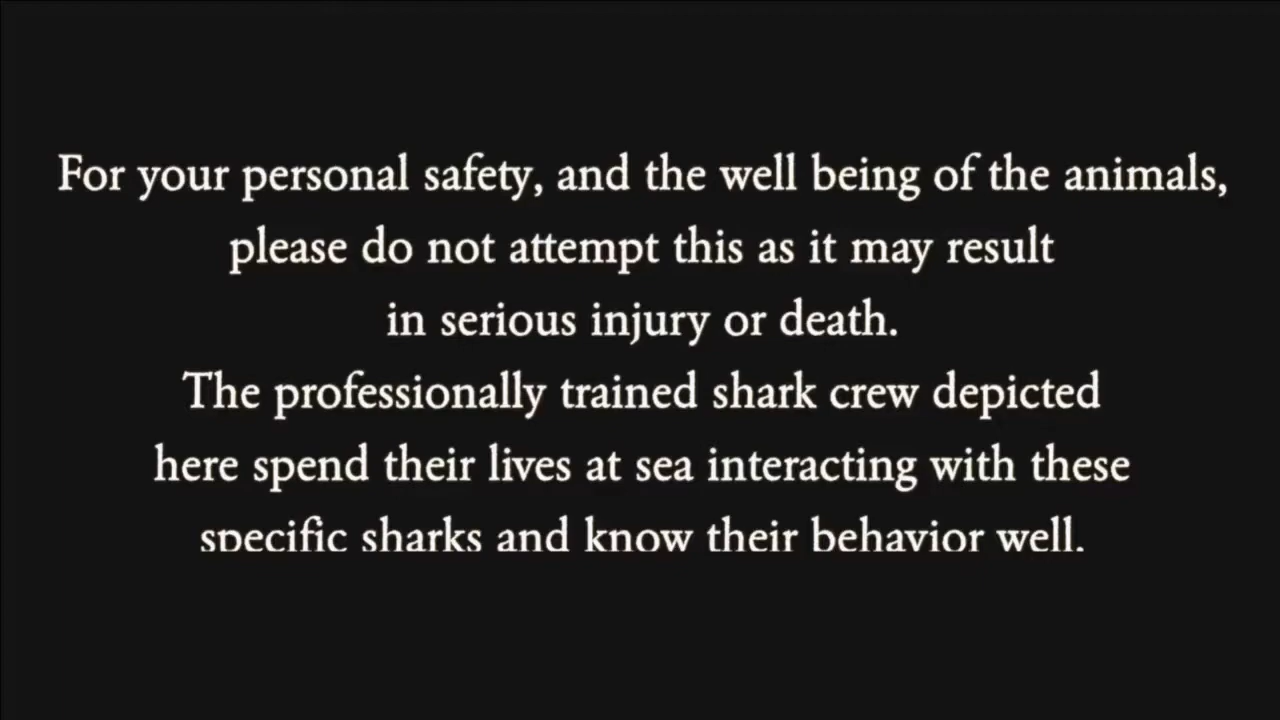 For your personal safety, and the well being of the animals,
please do not attempt this as it may result
in serious injury or death.
The professionally trained shark crew depicted
here spend their lives at sea interacting with these
specific sharks and know their behavior well.